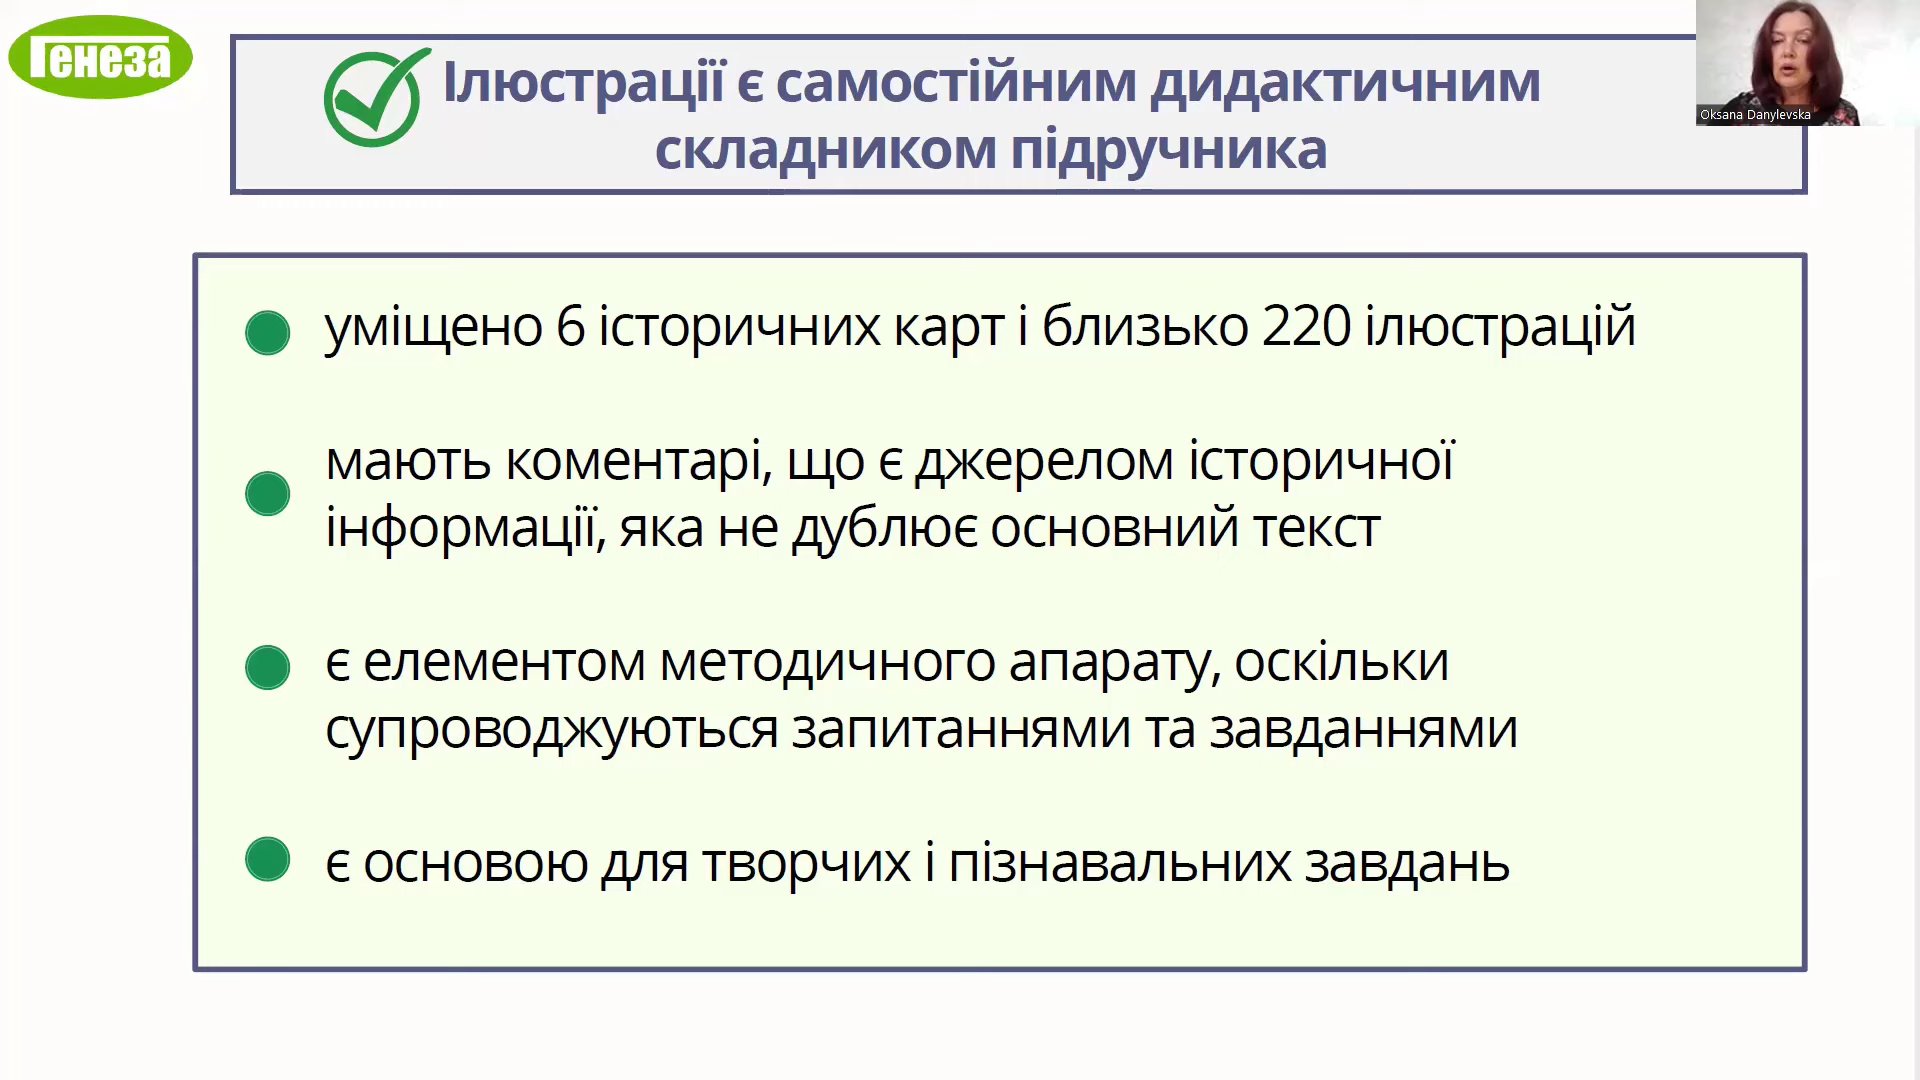 Генеза
Ілюстрації є самостійним дидактичним
складником підручника
Oksana Danylevska
уміщено 6 історичних карт і близько 220 ілюстрацій
мають коментарі, що є джерелом історичної
інформації, яка не дублює основний текст
є елементом методичного апарату, оскільки
супроводжуються запитаннями та завданнями
є основою для творчих і пізнавальних завдань